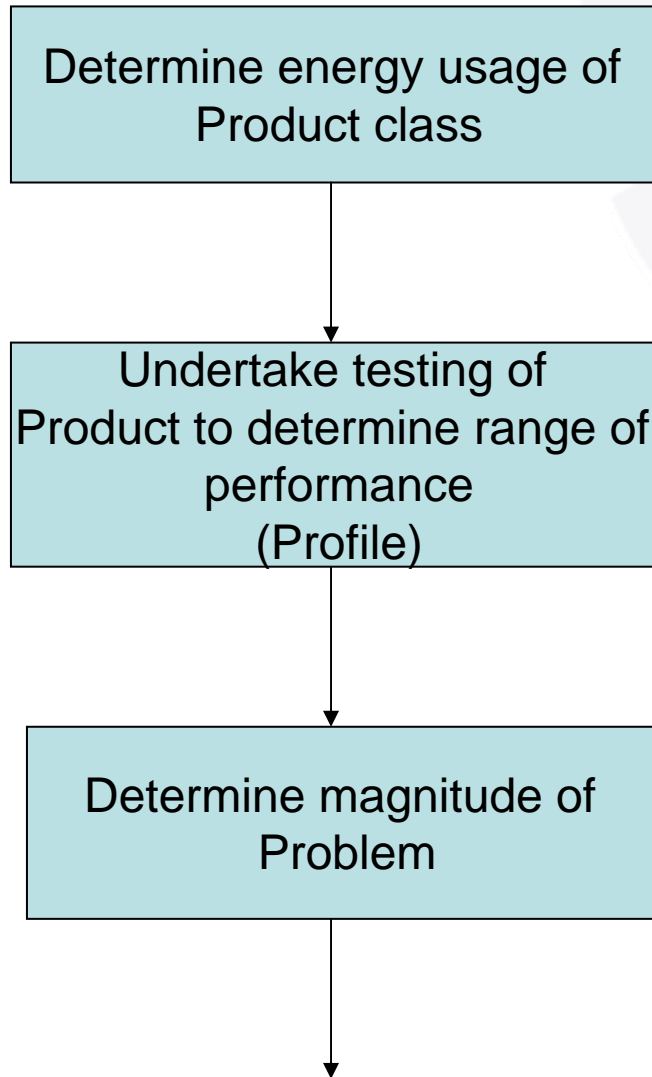 Determine energy usage of
Product class
Undertake testing of
Product to determine range of
performance
(Profile)
Determine magnitude of
Problem